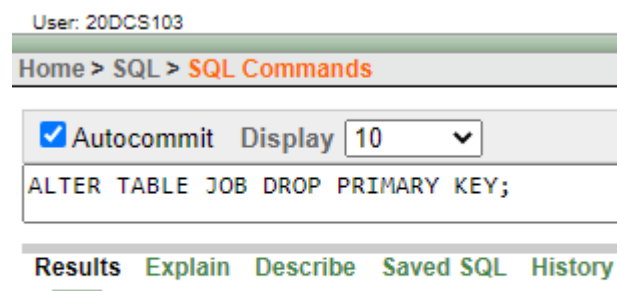 User: 20DCS103
Home > SQL > SQL Commands
Autocommit Display 10
ALTER TABLE JOB DROP PRIMARY KEY;
Results Explain Describe Saved SQL History